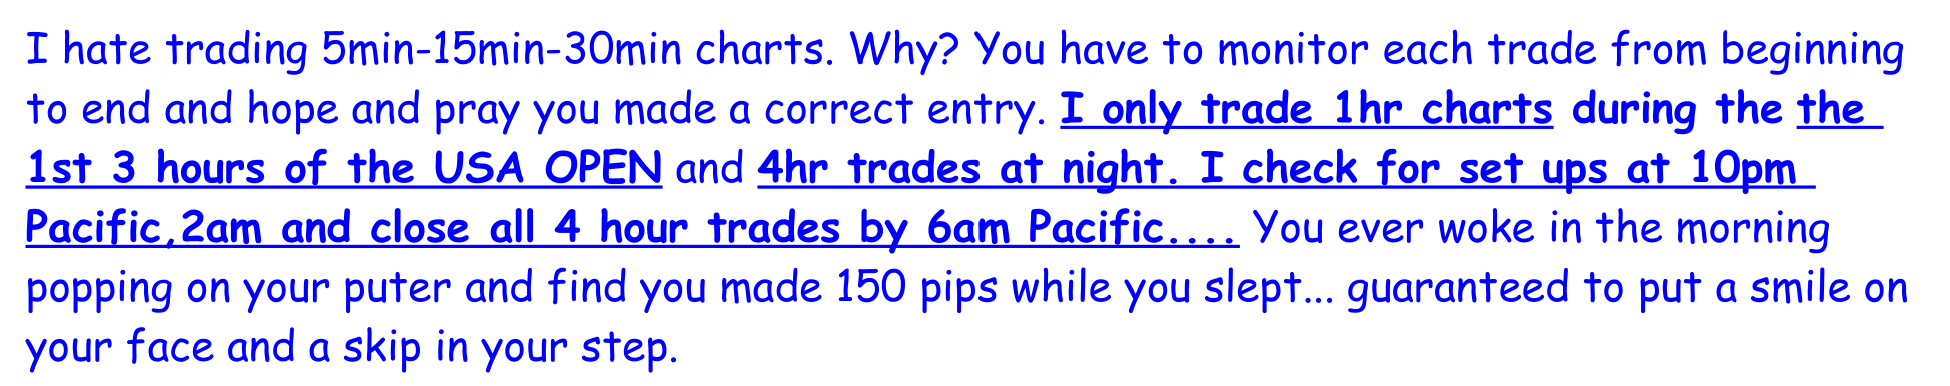 I hate trading 5min-15min-30min charts. Why? You have to monitor each trade from beginning
to end and hope and pray you made a correct entry. I only trade 1hr charts during the the
1st 3 hours of the USA OPEN and 4hr trades at night. I check for set ups at 10pm
Pacific,2am and close all 4 hour trades by 6am Pacific.... You ever woke in the morning
popping on your puter and find you made 150 pips while you slept... guaranteed to put a smile on
your face and a skip in your step.